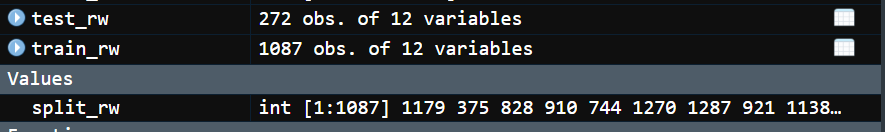 test_rw 272 obs. of 12 variables
train_rw 1087 obs. of 12 variables
Values
split_rw int [1:1087] 1179 375 828 910 744 1270 1287 921 1138…